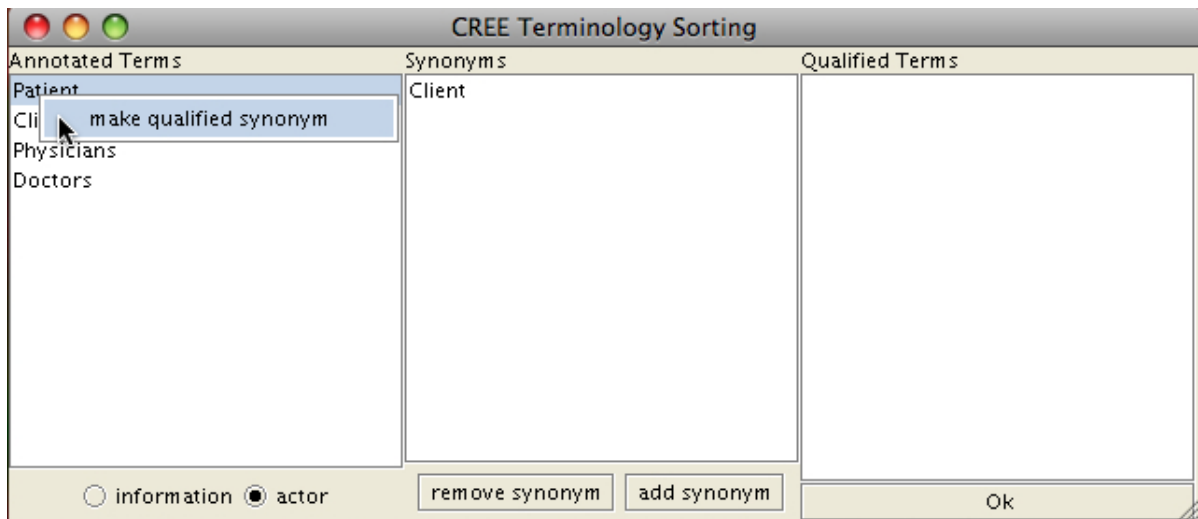 CREE Terminology Sorting
Annotated Terms
Synonyms
Qualified Terms
Patient
Client
Cli
make qualified synonym
Physicians
Doctors
information
actor
remove synonym
add synonym
Ok